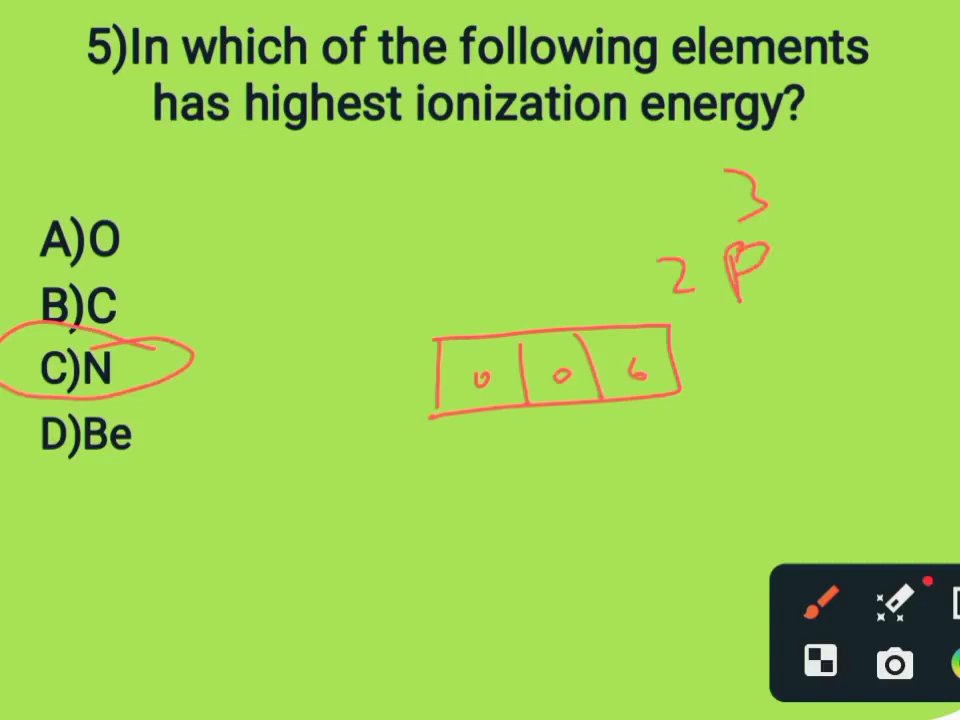 5)In which of the following elements
has highest ionization energy?
3
2 P
A)O
B)C
C)N
D)Be